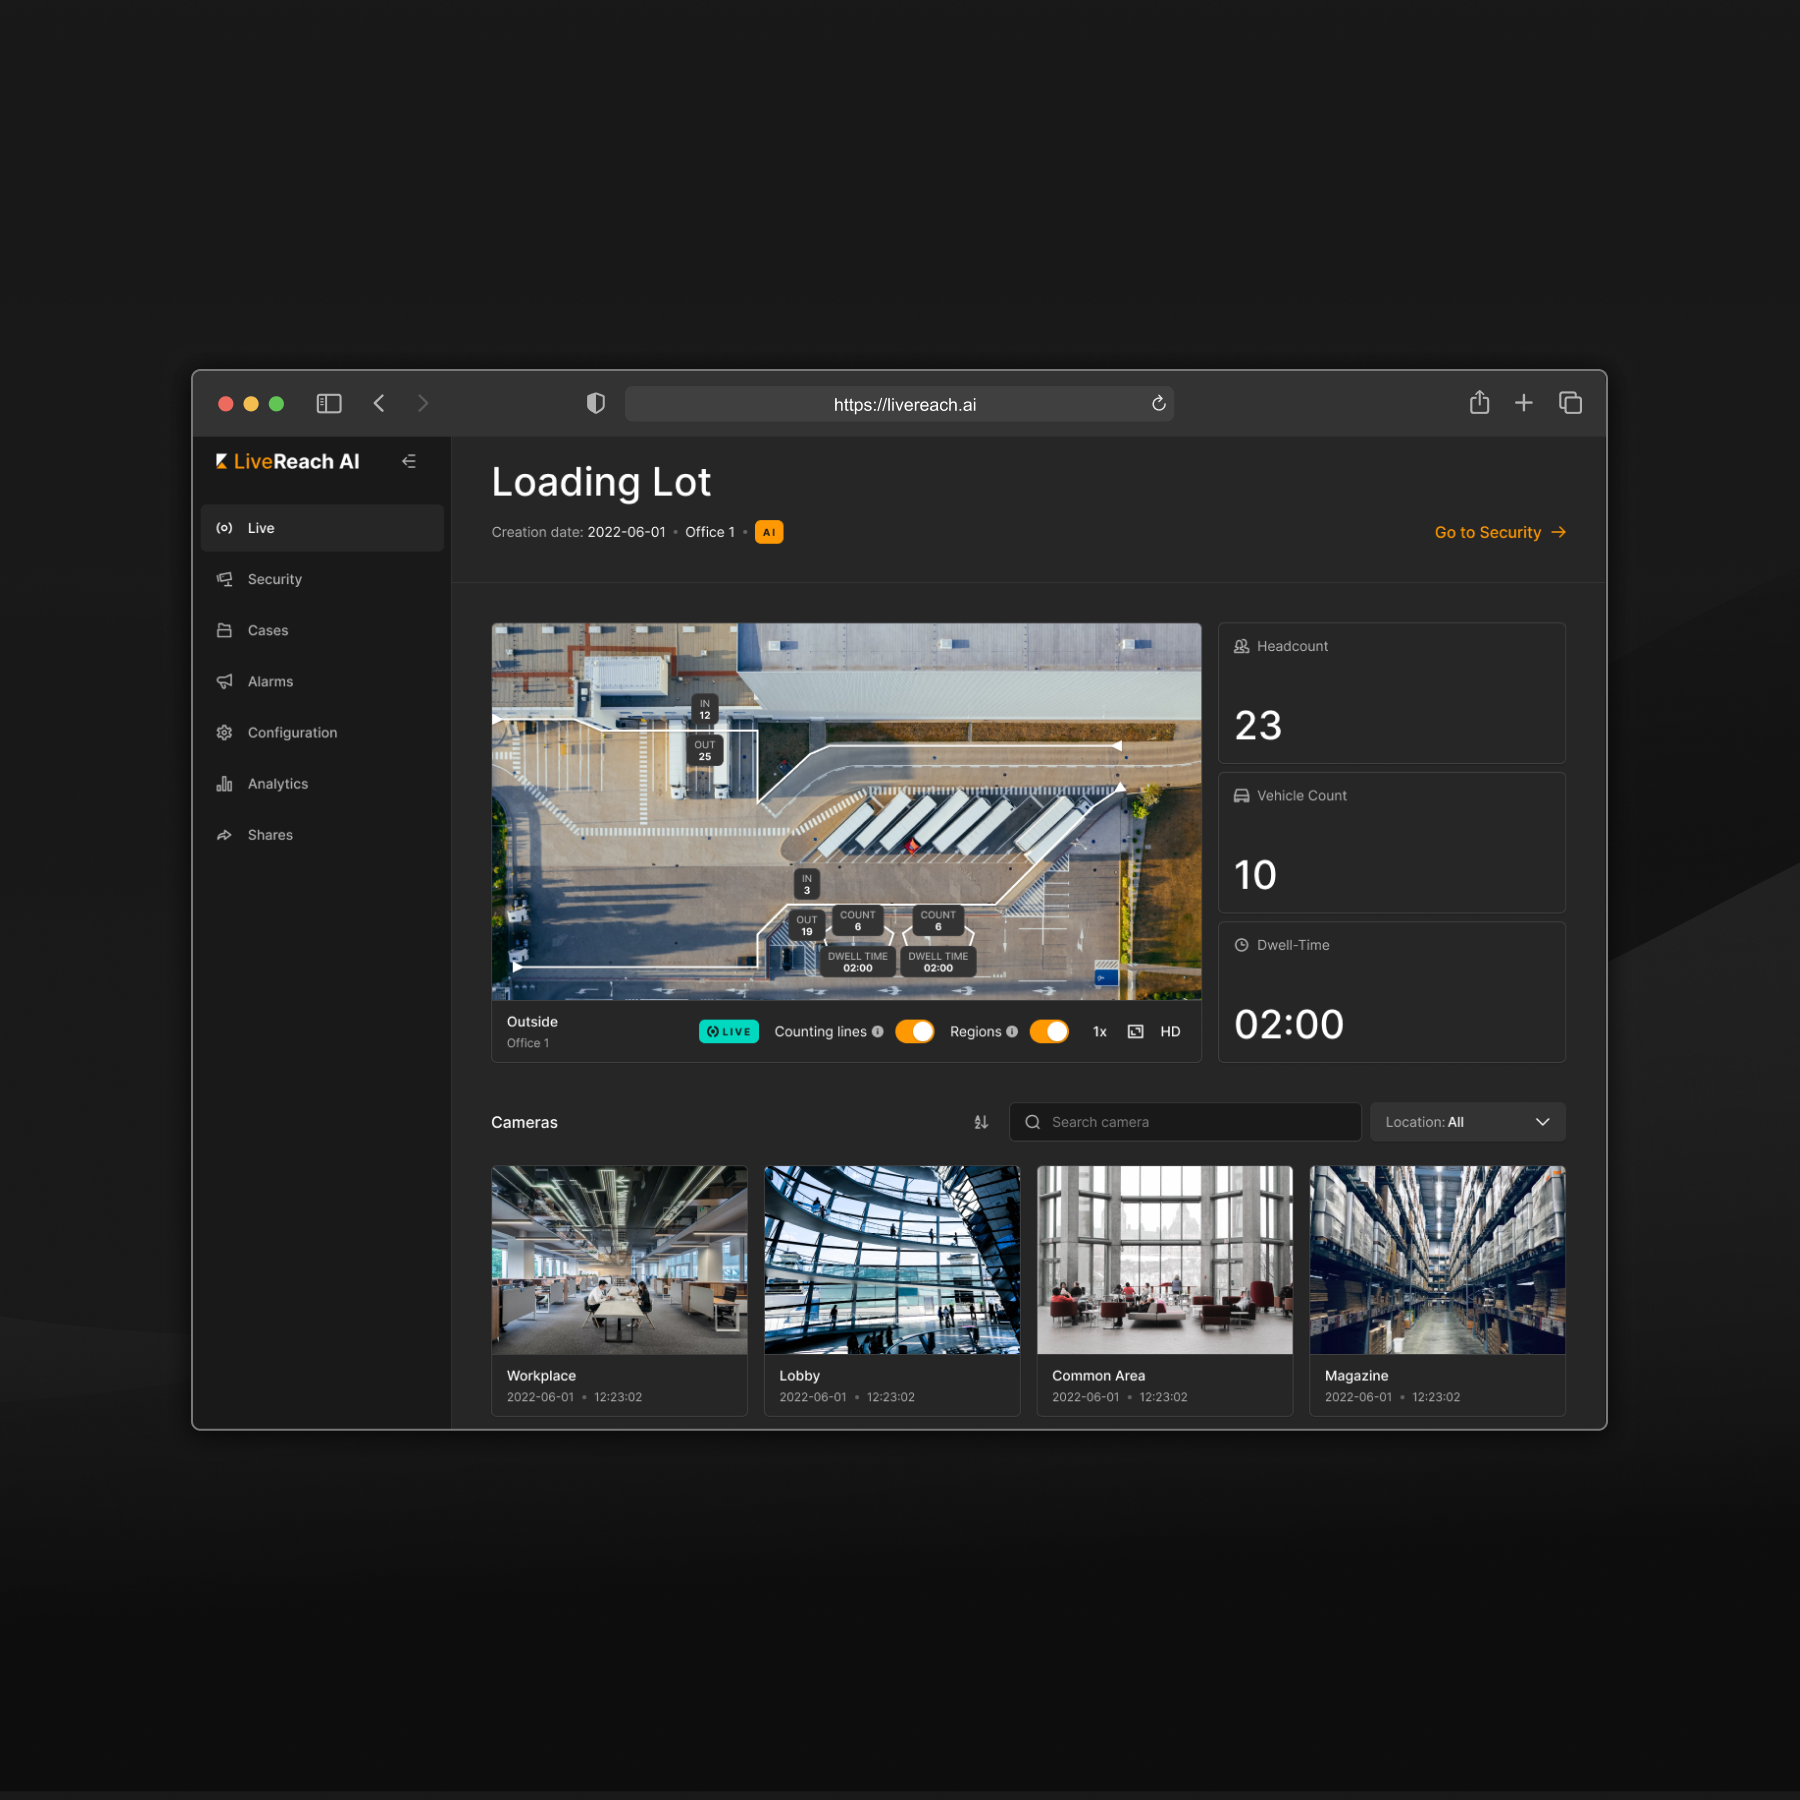 https://livereach.ai
LiveReach AI
Live
Security
Cases
Alarms
Configuration
Analytics
Shares
Loading Lot
Creation date: 2022-06-01 • Office 1 • AI
Go to Security
IN
12
OUT
25
IN
3
OUT
19
COUNT
6
DWELL TIME
02:00
COUNT
6
DWELL TIME
02:00
Outside
Office 1
LIVE
Counting lines
Regions
1x
HD
Headcount
23
Vehicle Count
10
Dwell-Time
02:00
Cameras
Search camera
Location: All
Workplace
2022-06-01 • 12:23:02
Lobby
2022-06-01 • 12:23:02
Common Area
2022-06-01 • 12:23:02
Magazine
2022-06-01 • 12:23:02